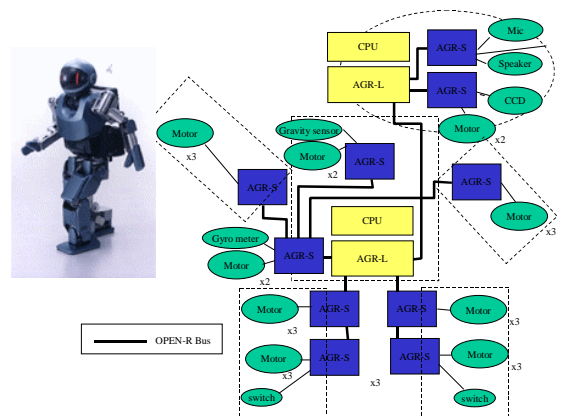 Mic
CPU
AGR-S
Speaker
AGR-L
AGR-S
CCD
Motor
x2
Motor
x3
Gravity sensor
Motor
x2
AGR-S
AGR-S
AGR-S
Motor
x3
CPU
Gyro meter
Motor
x2
AGR-S
AGR-L
Motor
x3
AGR-S
AGR-S
Motor
x3
OPEN-R Bus
Motor
x3
AGR-S
AGR-S
Motor
x3
x3
switch
switch